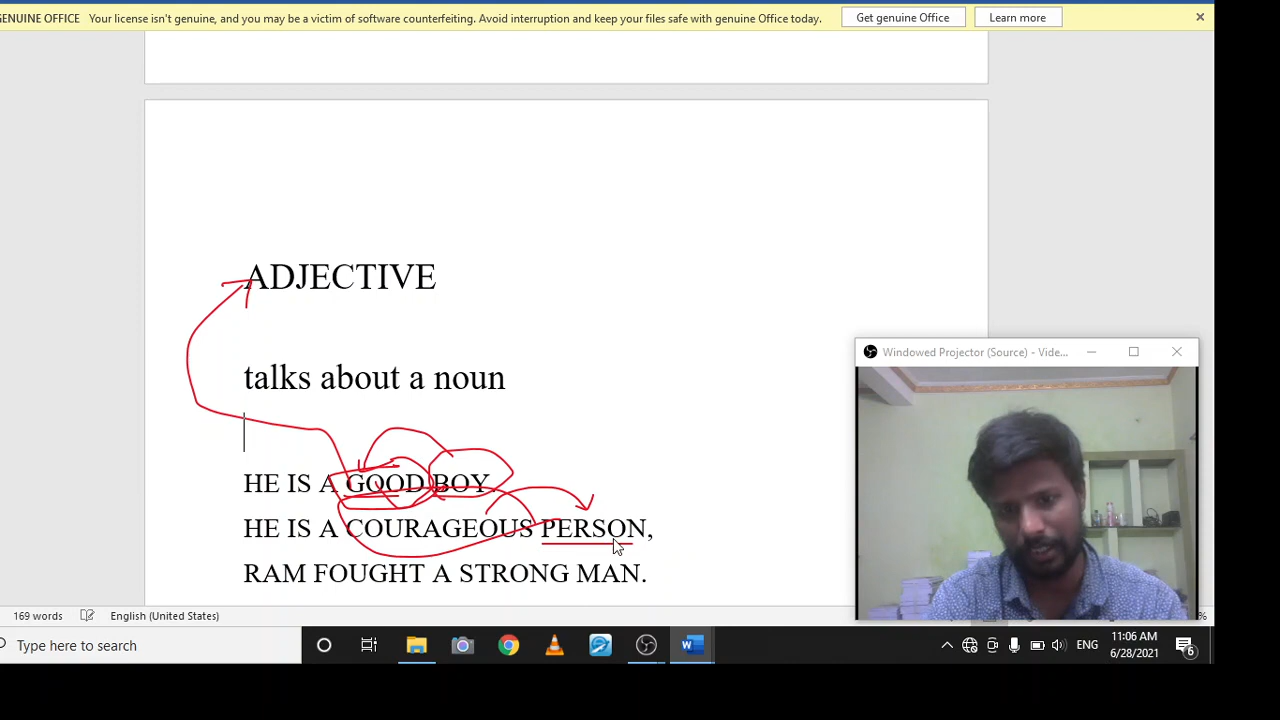 GENUINE OFFICE Your license isn't genuine, and you may be a victim of software counterfeiting. Avoid interruption and keep your files safe with genuine Office today. Get genuine Office Learn more
ADJECTIVE
talks about a noun
HE IS A GOOD BOY.
HE IS A COURAGEOUS PERSON,
RAM FOUGHT A STRONG MAN.
Windowed Projector (Source) - Vide...
169 words English (United States) %
Type here to search
ENG
11:06 AM
6/28/2021
6